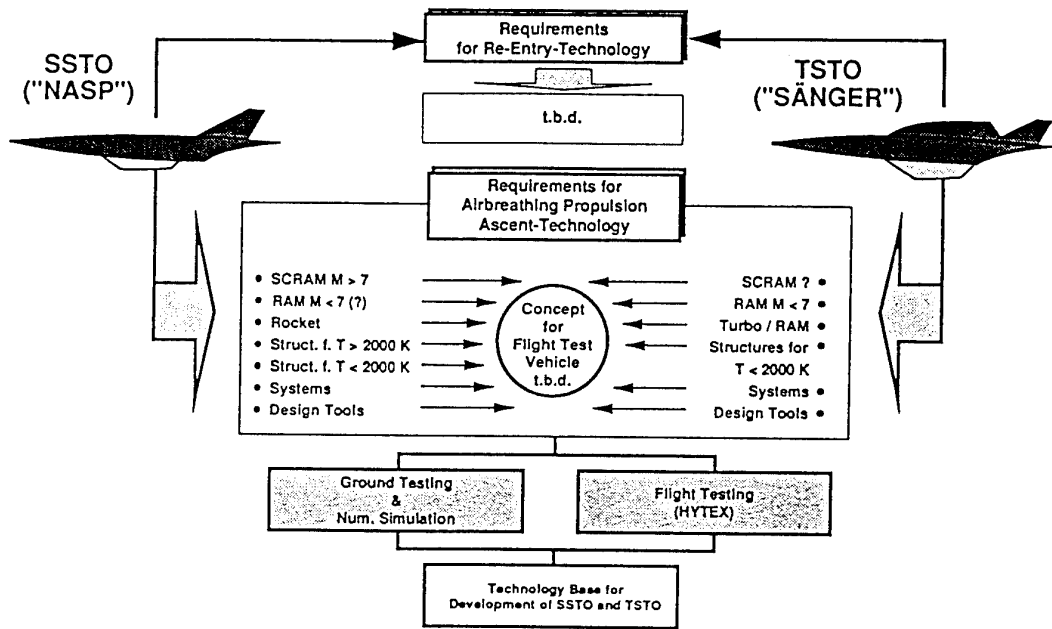 Requirements
for Re-Entry-Technology
SSTO
("NASP")
TSTO
("SÄNGER")
t.b.d.
Requirements for
Airbreathing Propulsion
Ascent-Technology
• SCRAM M > 7
• RAM M < 7 (?)
• Rocket
• Struct. f. T > 2000 K
• Struct. f. T < 2000 K
• Systems
• Design Tools
Concept
for
Flight Test
Vehicle
t.b.d.
SCRAM ? •
RAM M < 7 •
Turbo / RAM •
Structures for •
T < 2000 K
Systems •
Design Tools •
Ground Testing
&
Num. Simulation
Flight Testing
(HYTEX)
Technology Base for
Development of SSTO and TSTO